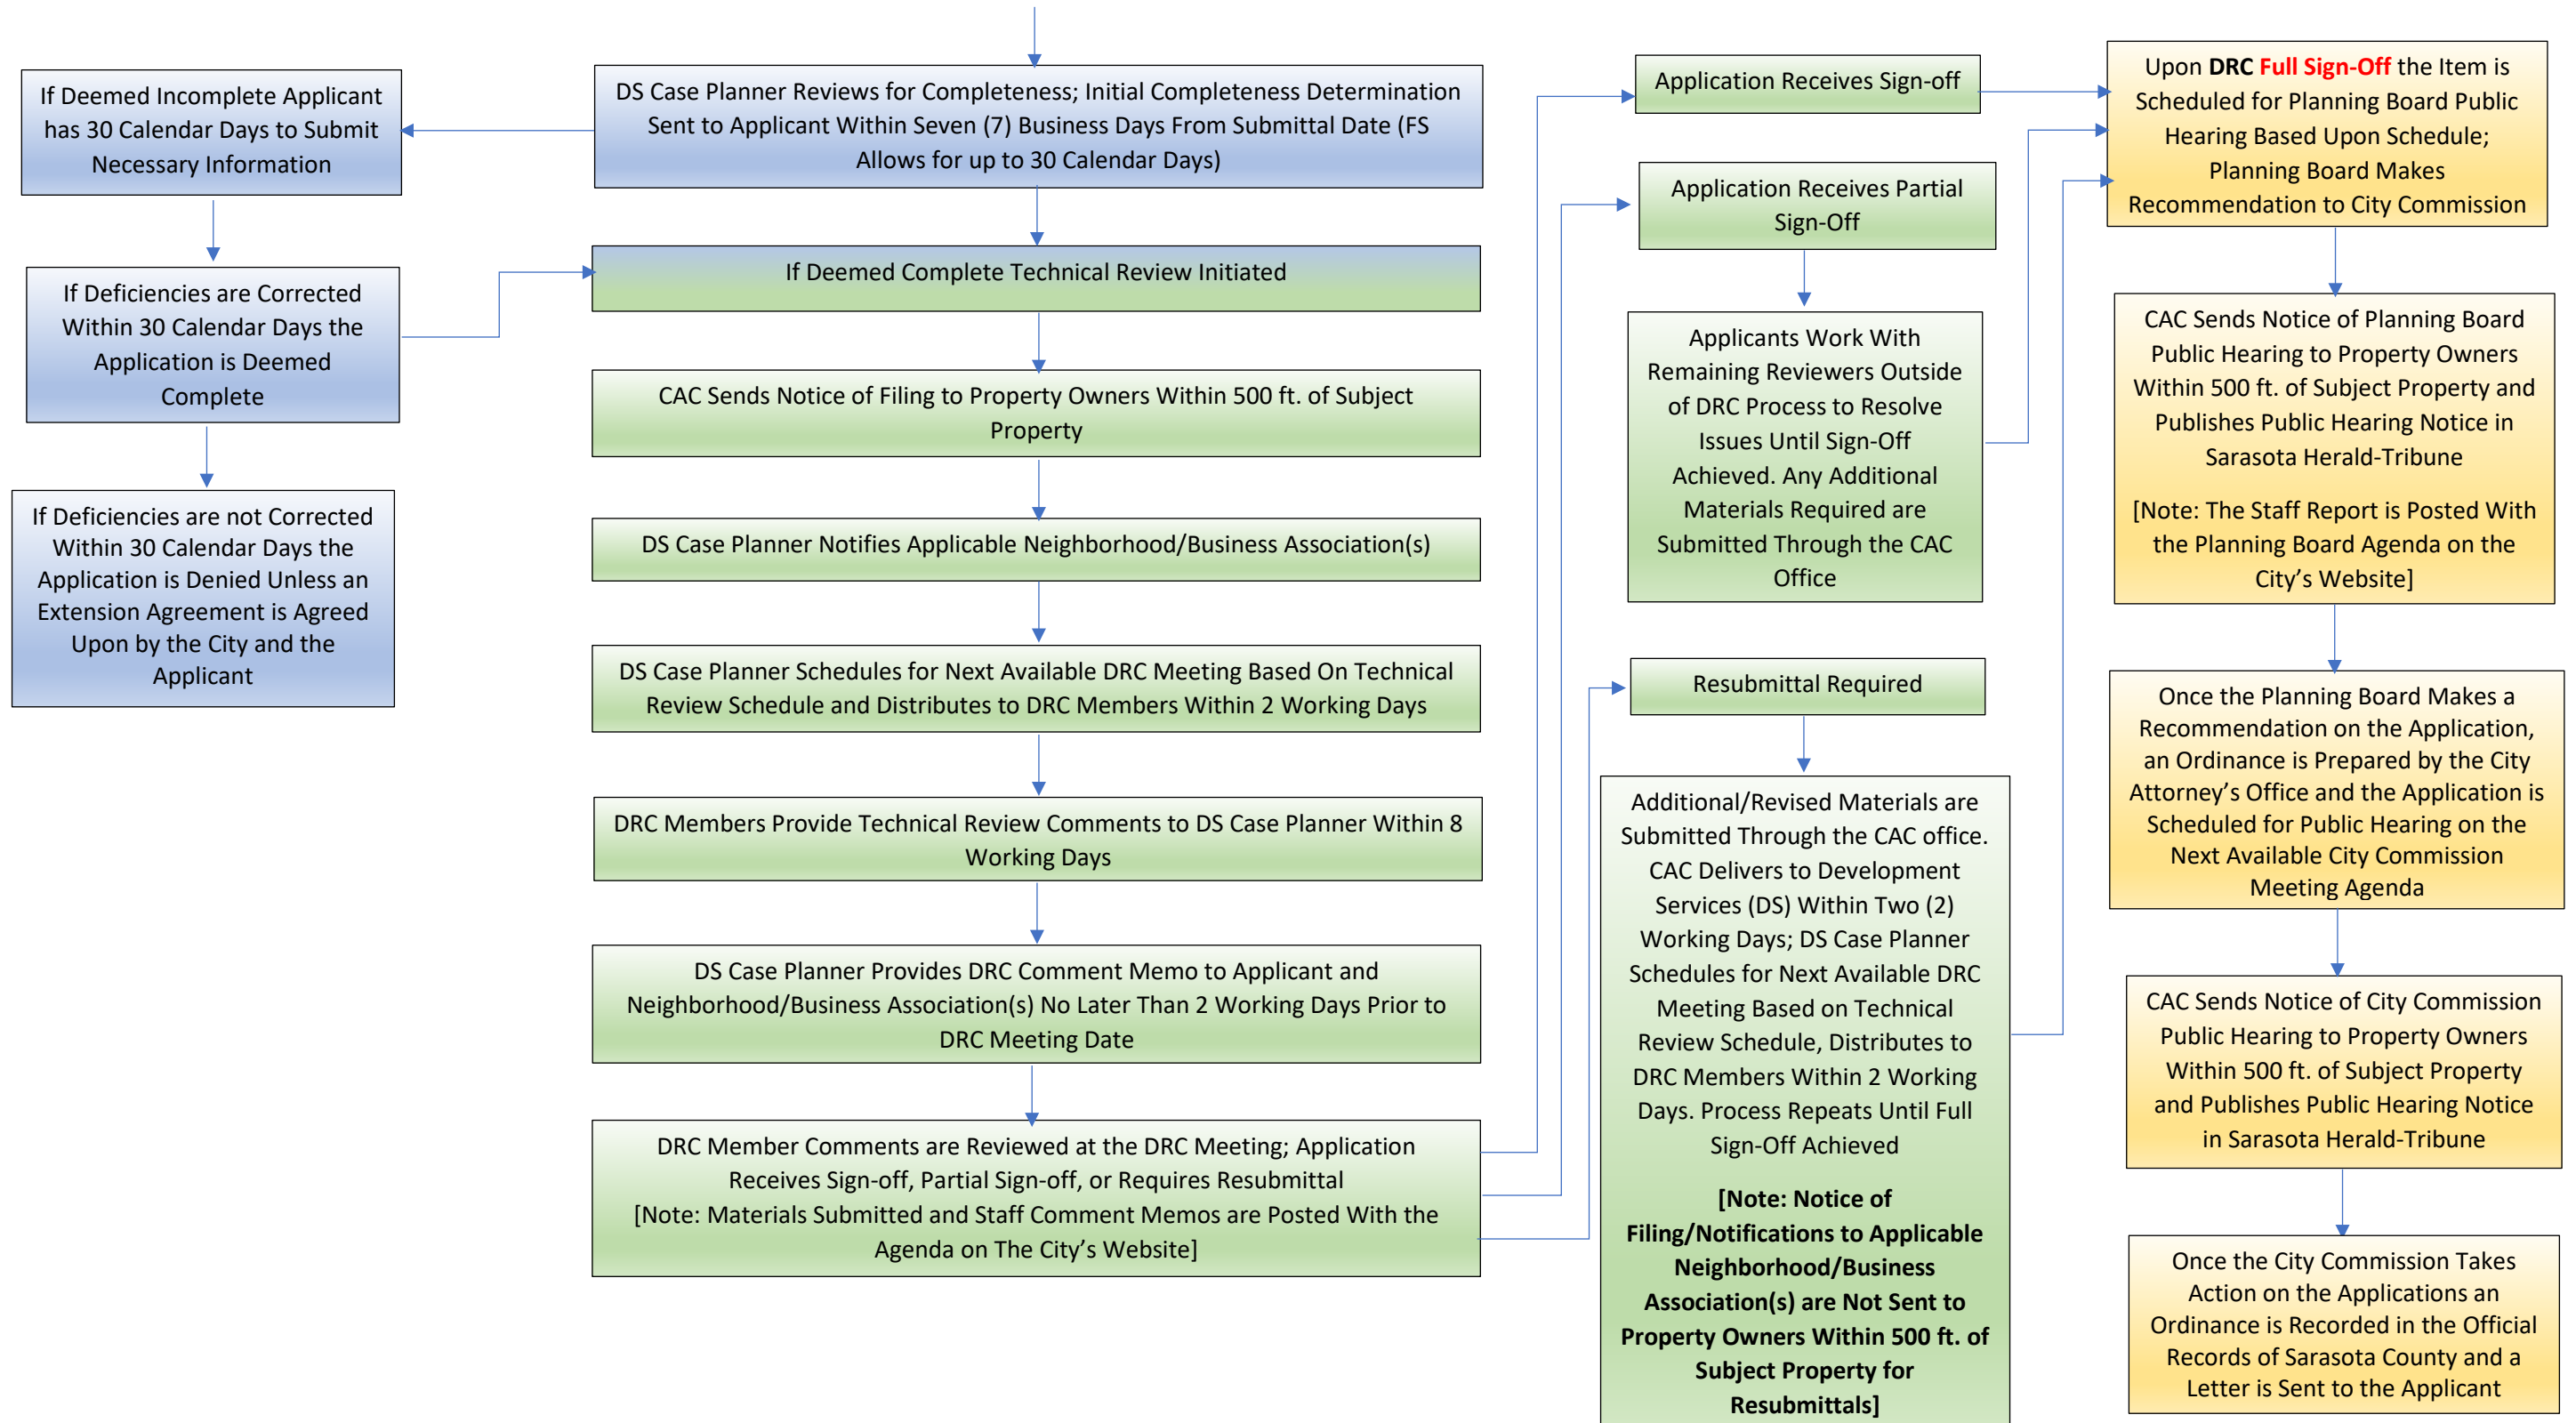 If Deemed Incomplete Applicant
has 30 Calendar Days to Submit
Necessary Information
If Deficiencies are Corrected
Within 30 Calendar Days the
Application is Deemed
Complete
If Deficiencies are not Corrected
Within 30 Calendar Days the
Application is Denied Unless an
Extension Agreement is Agreed
Upon by the City and the
Applicant
DS Case Planner Reviews for Completeness; Initial Completeness Determination
Sent to Applicant Within Seven (7) Business Days From Submittal Date (FS
Allows for up to 30 Calendar Days)
If Deemed Complete Technical Review Initiated
CAC Sends Notice of Filing to Property Owners Within 500 ft. of Subject
Property
DS Case Planner Notifies Applicable Neighborhood/Business Association(s)
DS Case Planner Schedules for Next Available DRC Meeting Based On Technical
Review Schedule and Distributes to DRC Members Within 2 Working Days
DRC Members Provide Technical Review Comments to DS Case Planner Within 8
Working Days
DS Case Planner Provides DRC Comment Memo to Applicant and
Neighborhood/Business Association(s) No Later Than 2 Working Days Prior to
DRC Meeting Date
DRC Member Comments are Reviewed at the DRC Meeting; Application
Receives Sign-off, Partial Sign-off, or Requires Resubmittal
[Note: Materials Submitted and Staff Comment Memos are Posted With the
Agenda on The City's Website]
Application Receives Sign-off
Application Receives Partial
Sign-Off
Applicants Work With
Remaining Reviewers Outside
of DRC Process to Resolve
Issues Until Sign-Off
Achieved. Any Additional
Materials Required are
Submitted Through the CAC
Office
Resubmittal Required
Additional/Revised Materials are
Submitted Through the CAC office.
CAC Delivers to Development
Services (DS) Within Two (2)
Working Days; DS Case Planner
Schedules for Next Available DRC
Meeting Based on Technical
Review Schedule, Distributes to
DRC Members Within 2 Working
Days. Process Repeats Until Full
Sign-Off Achieved
[Note: Notice of
Filing/Notifications to Applicable
Neighborhood/Business
Association(s) are Not Sent to
Property Owners Within 500 ft. of
Subject Property for
Resubmittals]
Upon DRC Full Sign-Off the Item is
Scheduled for Planning Board Public
Hearing Based Upon Schedule;
Planning Board Makes
Recommendation to City Commission
CAC Sends Notice of Planning Board
Public Hearing to Property Owners
Within 500 ft. of Subject Property and
Publishes Public Hearing Notice in
Sarasota Herald-Tribune
[Note: The Staff Report is Posted With
the Planning Board Agenda on the
City's Website]
Once the Planning Board Makes a
Recommendation on the Application,
an Ordinance is Prepared by the City
Attorney's Office and the Application is
Scheduled for Public Hearing on the
Next Available City Commission
Meeting Agenda
CAC Sends Notice of City Commission
Public Hearing to Property Owners
Within 500 ft. of Subject Property
and Publishes Public Hearing Notice
in Sarasota Herald-Tribune
Once the City Commission Takes
Action on the Applications an
Ordinance is Recorded in the Official
Records of Sarasota County and a
Letter is Sent to the Applicant